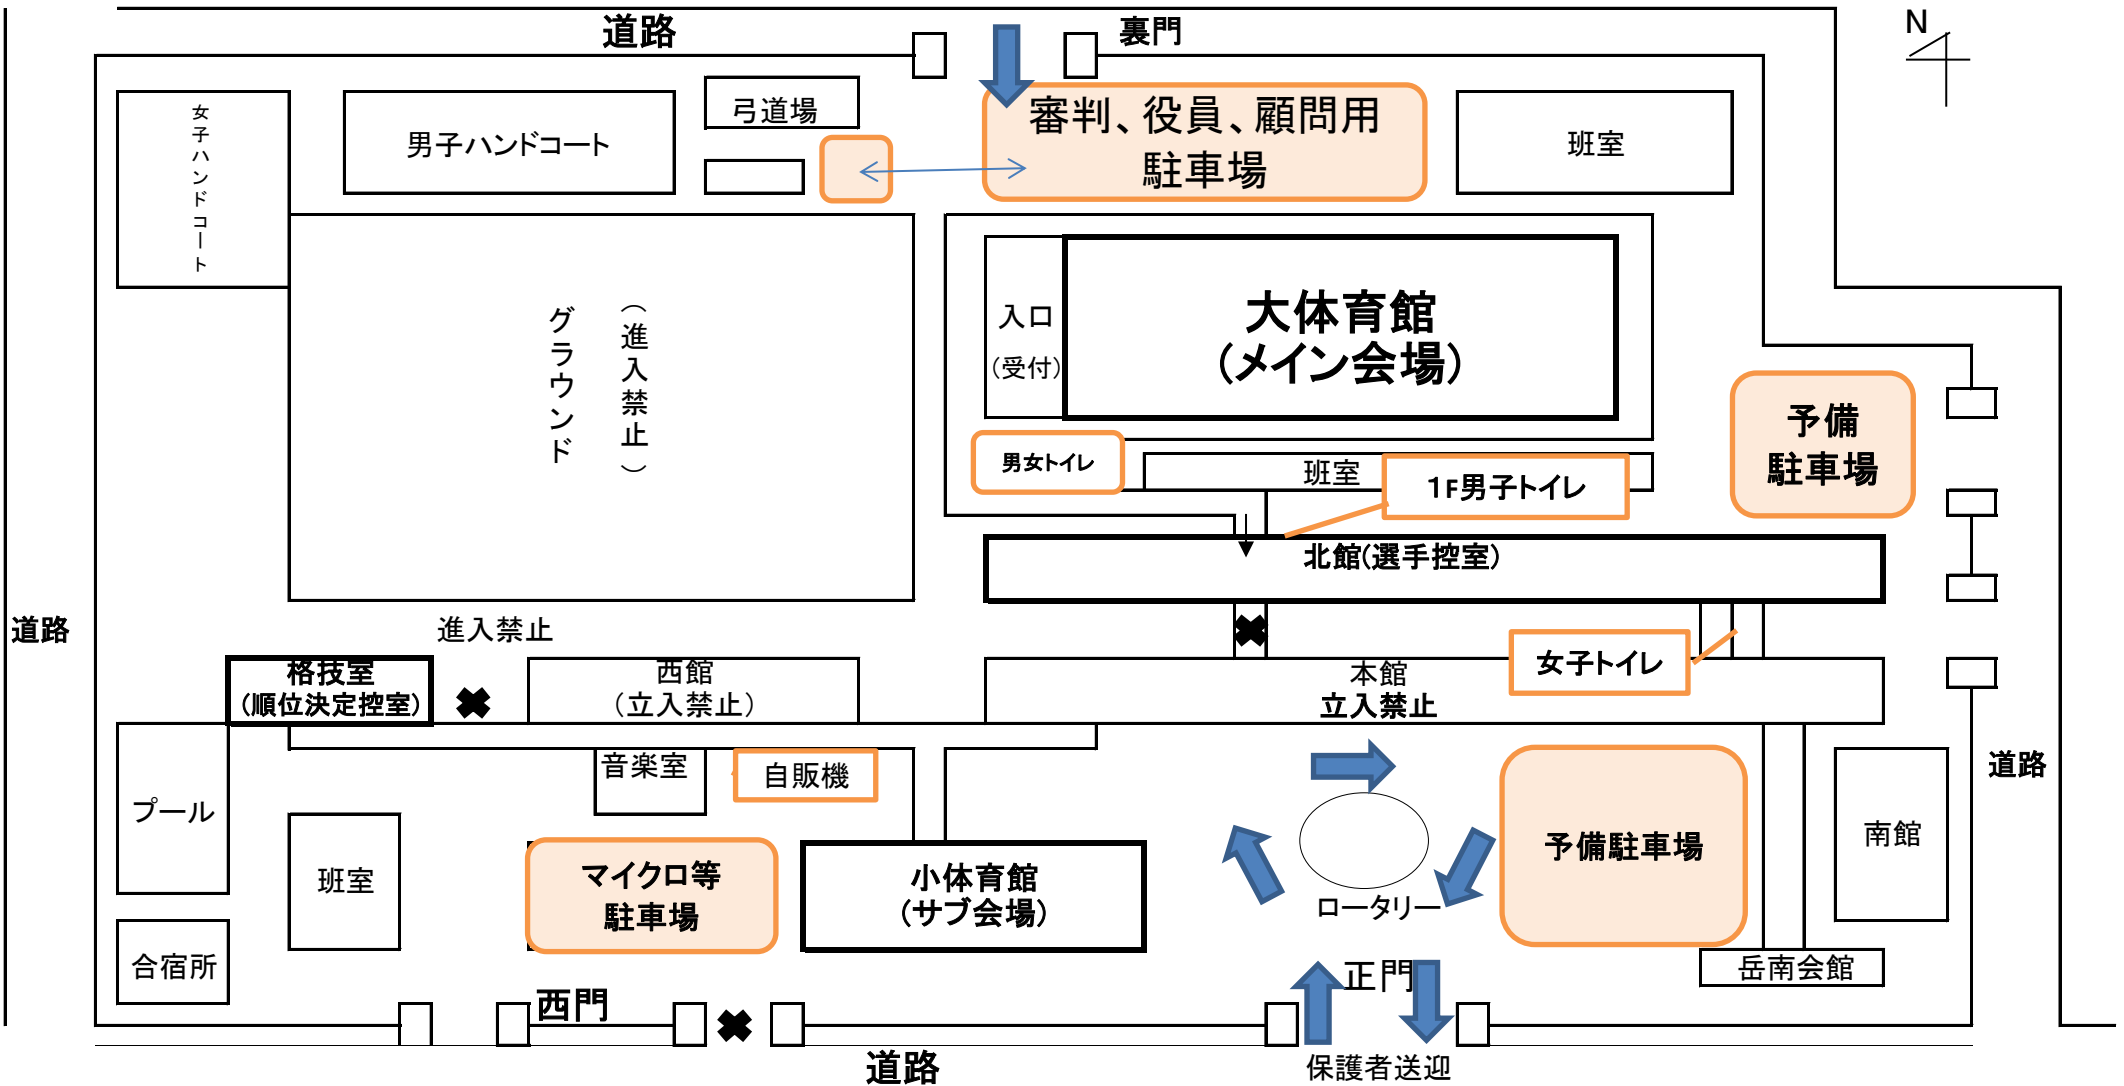 道路
裏門
N
女子ハンドコート
男子ハンドコート
弓道場
審判、役員、顧問用
駐車場
班室
グラウンド
（進入禁止）
入口
（受付）
大体育館
（メイン会場）
予備
駐車場
男女トイレ
班室
1F男子トイレ
北館(選手控室)
道路
進入禁止
格技室
（順位決定控室）
西館
（立入禁止）
本館
立入禁止
女子トイレ
プール
音楽室
自販機
道路
班室
マイクロ等
駐車場
小体育館
（サブ会場）
ロータリー
予備駐車場
南館
合宿所
西門
正門
岳南会館
道路
保護者送迎